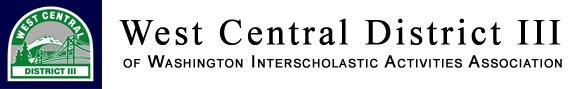 WEST CENTRAL
DISTRICT III
West Central District III
OF WASHINGTON INTERSCHOLASTIC ACTIVITIES ASSOCIATION